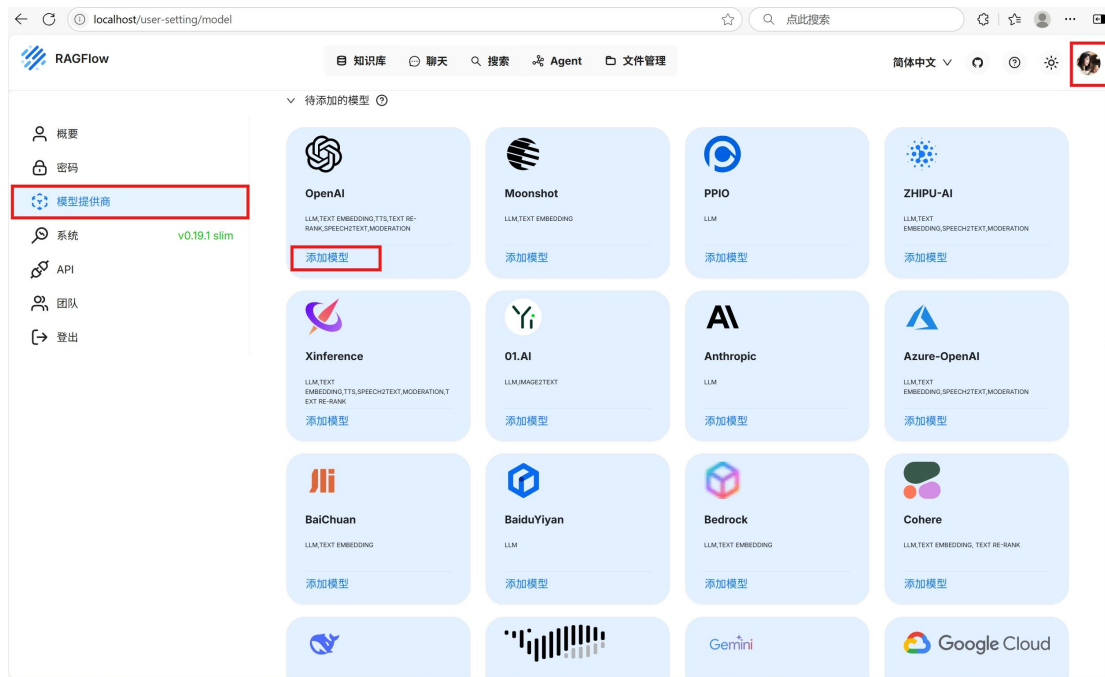 localhost/user-setting/model
点此搜索
RAGFlow
知识库
聊天
搜索
Agent
文件管理
简体中文
待添加的模型
概要
密码
模型提供商
系统
v0.19.1 slim
API
团队
登出
OpenAI
LLM,TEXT EMBEDDING,TTS,TEXT RE-
RANK,SPEECH2TEXT,MODERATION
添加模型
Moonshot
LLM,TEXT EMBEDDING
添加模型
PPIO
LLM
添加模型
ZHIPU-AI
LLM,TEXT
EMBEDDING,SPEECH2TEXT,MODERATION
添加模型
Xinference
LLM,TEXT
EMBEDDING,TTS,SPEECH2TEXT,MODERATION,T
EXT RE-RANK
添加模型
01.AI
LLM,IMAGE2TEXT
添加模型
Anthropic
LLM
添加模型
Azure-OpenAI
LLM,TEXT
EMBEDDING,SPEECH2TEXT,MODERATION
添加模型
BaiChuan
LLM,TEXT EMBEDDING
添加模型
BaiduYiyan
LLM
添加模型
Bedrock
LLM,TEXT EMBEDDING
添加模型
Cohere
LLM,TEXT EMBEDDING, TEXT RE-RANK
添加模型
Gemini
Google Cloud